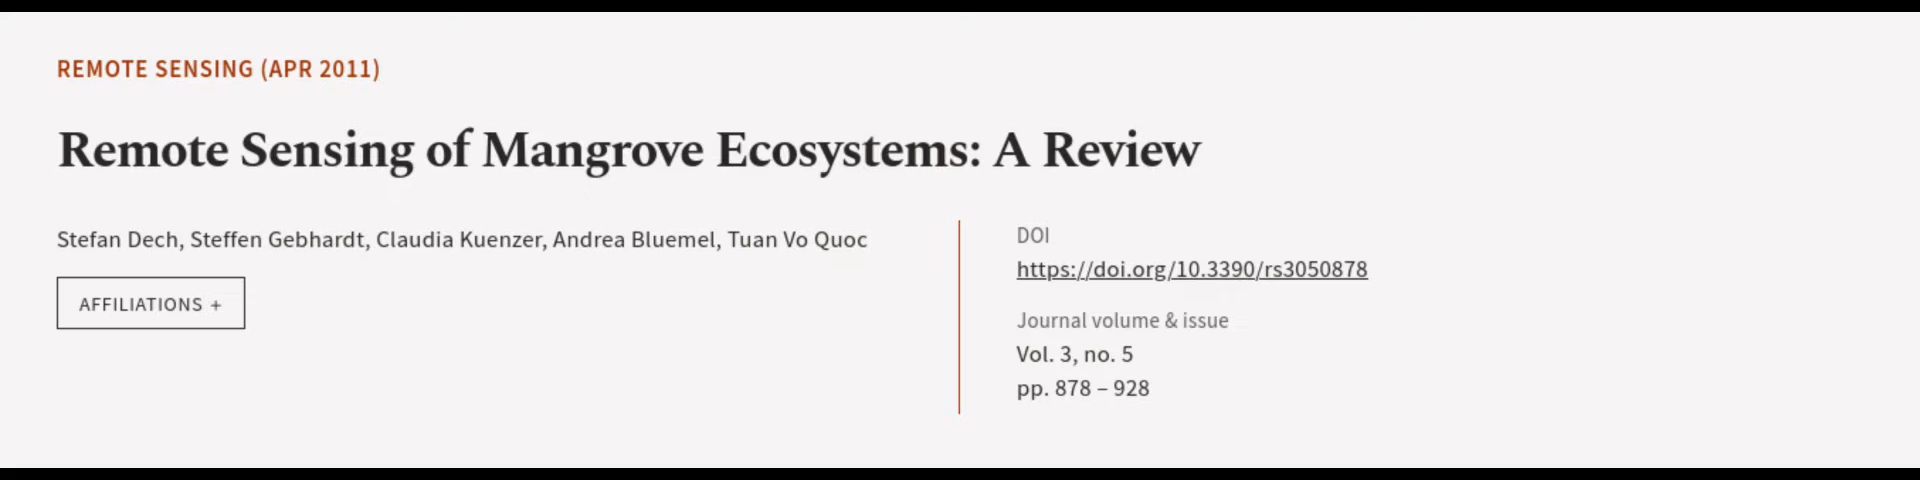 REMOTE SENSING (APR 2011)
Remote Sensing of Mangrove Ecosystems: A Review
Stefan Dech, Steffen Gebhardt, Claudia Kuenzer, Andrea Bluemel, Tuan Vo Quoc
AFFILIATIONS +
DOI
https://doi.org/10.3390/rs3050878
Journal volume & issue
Vol. 3, no. 5
pp. 878 – 928